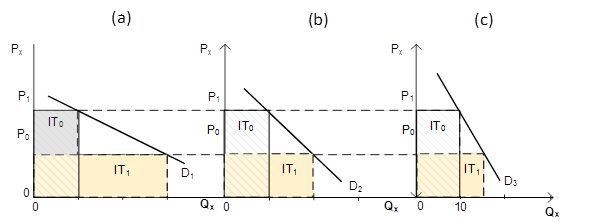 (a)
(b)
(c)
Pₓ
Pₓ
Pₓ
P₁
P₁
P₁
IT₀
IT₀
IT₀
P₀
P₀
P₀
IT₁
IT₁
IT₁
D₁
D₂
D₃
0
0
Qₓ
0
Qₓ
0
10
Qₓ